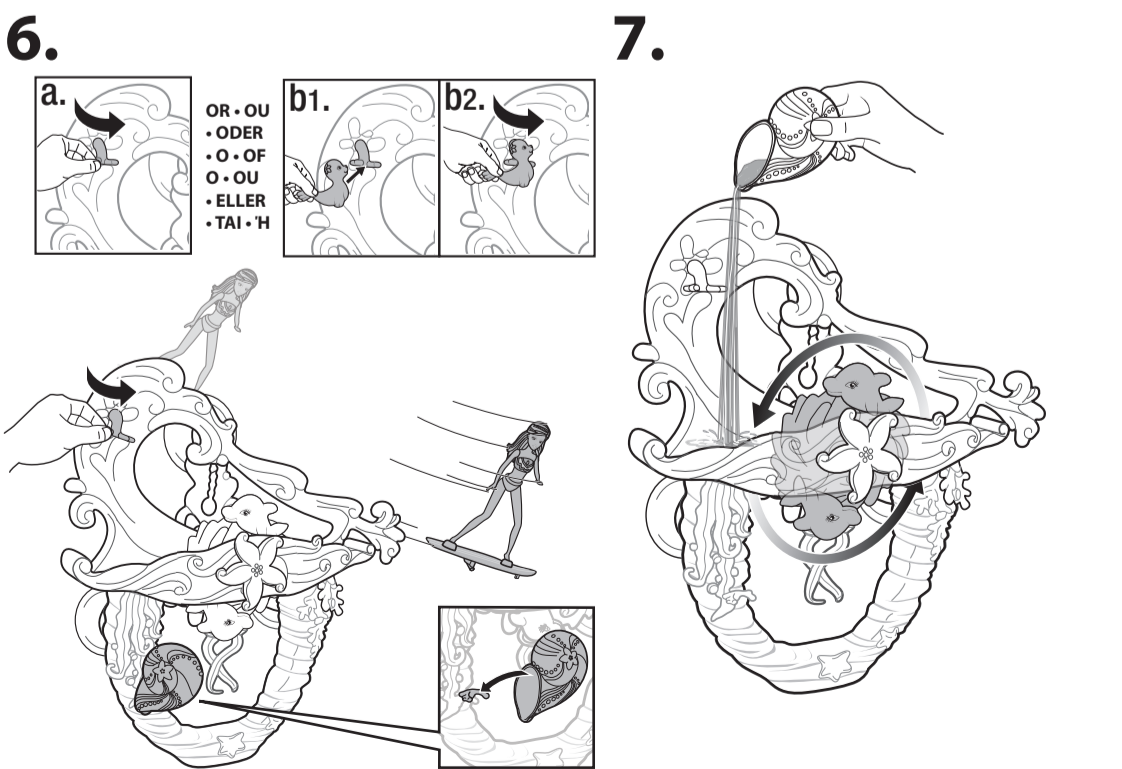 6.
a.
OR • OU
• ODER
• O • OF
O • OU
• ELLER
• TAI • Ή
b1.
b2.
7.